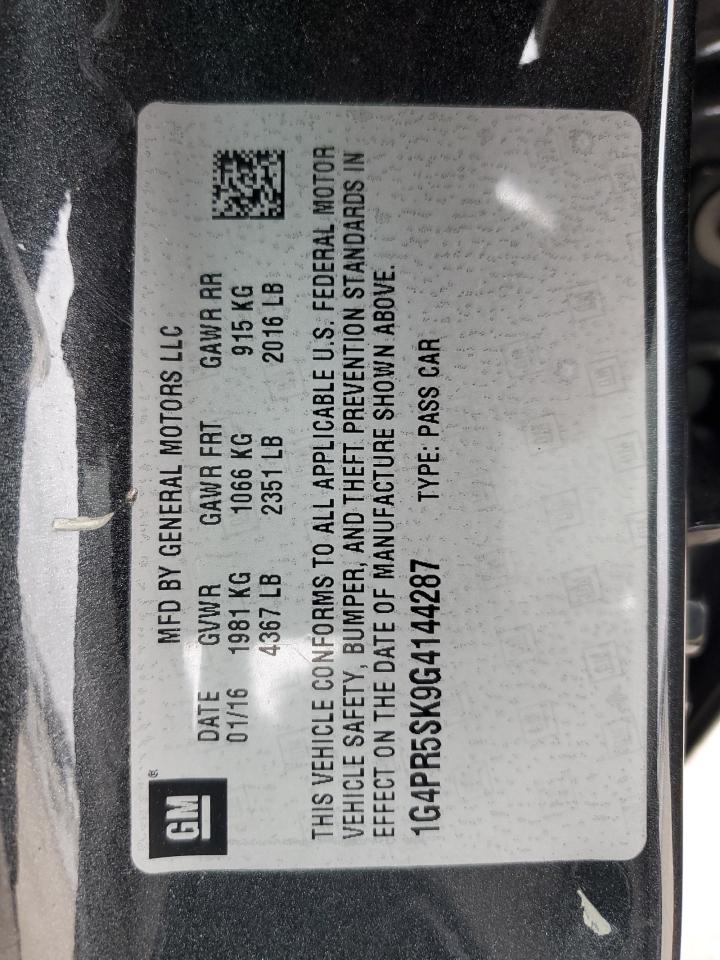 GM®
MFD BY GENERAL MOTORS LLC
DATE GVWR GAWR FRT GAWR RR
01/16 1981 KG 1066 KG 915 KG
4367 LB 2351 LB 2016 LB
THIS VEHICLE CONFORMS TO ALL APPLICABLE U.S. FEDERAL MOTOR
VEHICLE SAFETY, BUMPER, AND THEFT PREVENTION STANDARDS IN
EFFECT ON THE DATE OF MANUFACTURE SHOWN ABOVE.
1G4PR5SK9G4144287 TYPE: PASS CAR